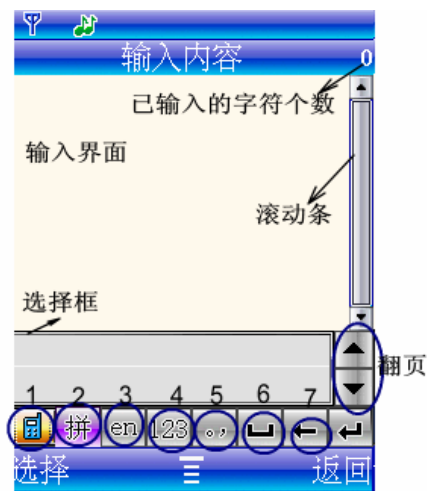 输入内容 0
已输入的字符个数
输入界面
滚动条
选择框
翻页
1 2 3 4 5 6 7
拼 en 123 。,
选择 返回